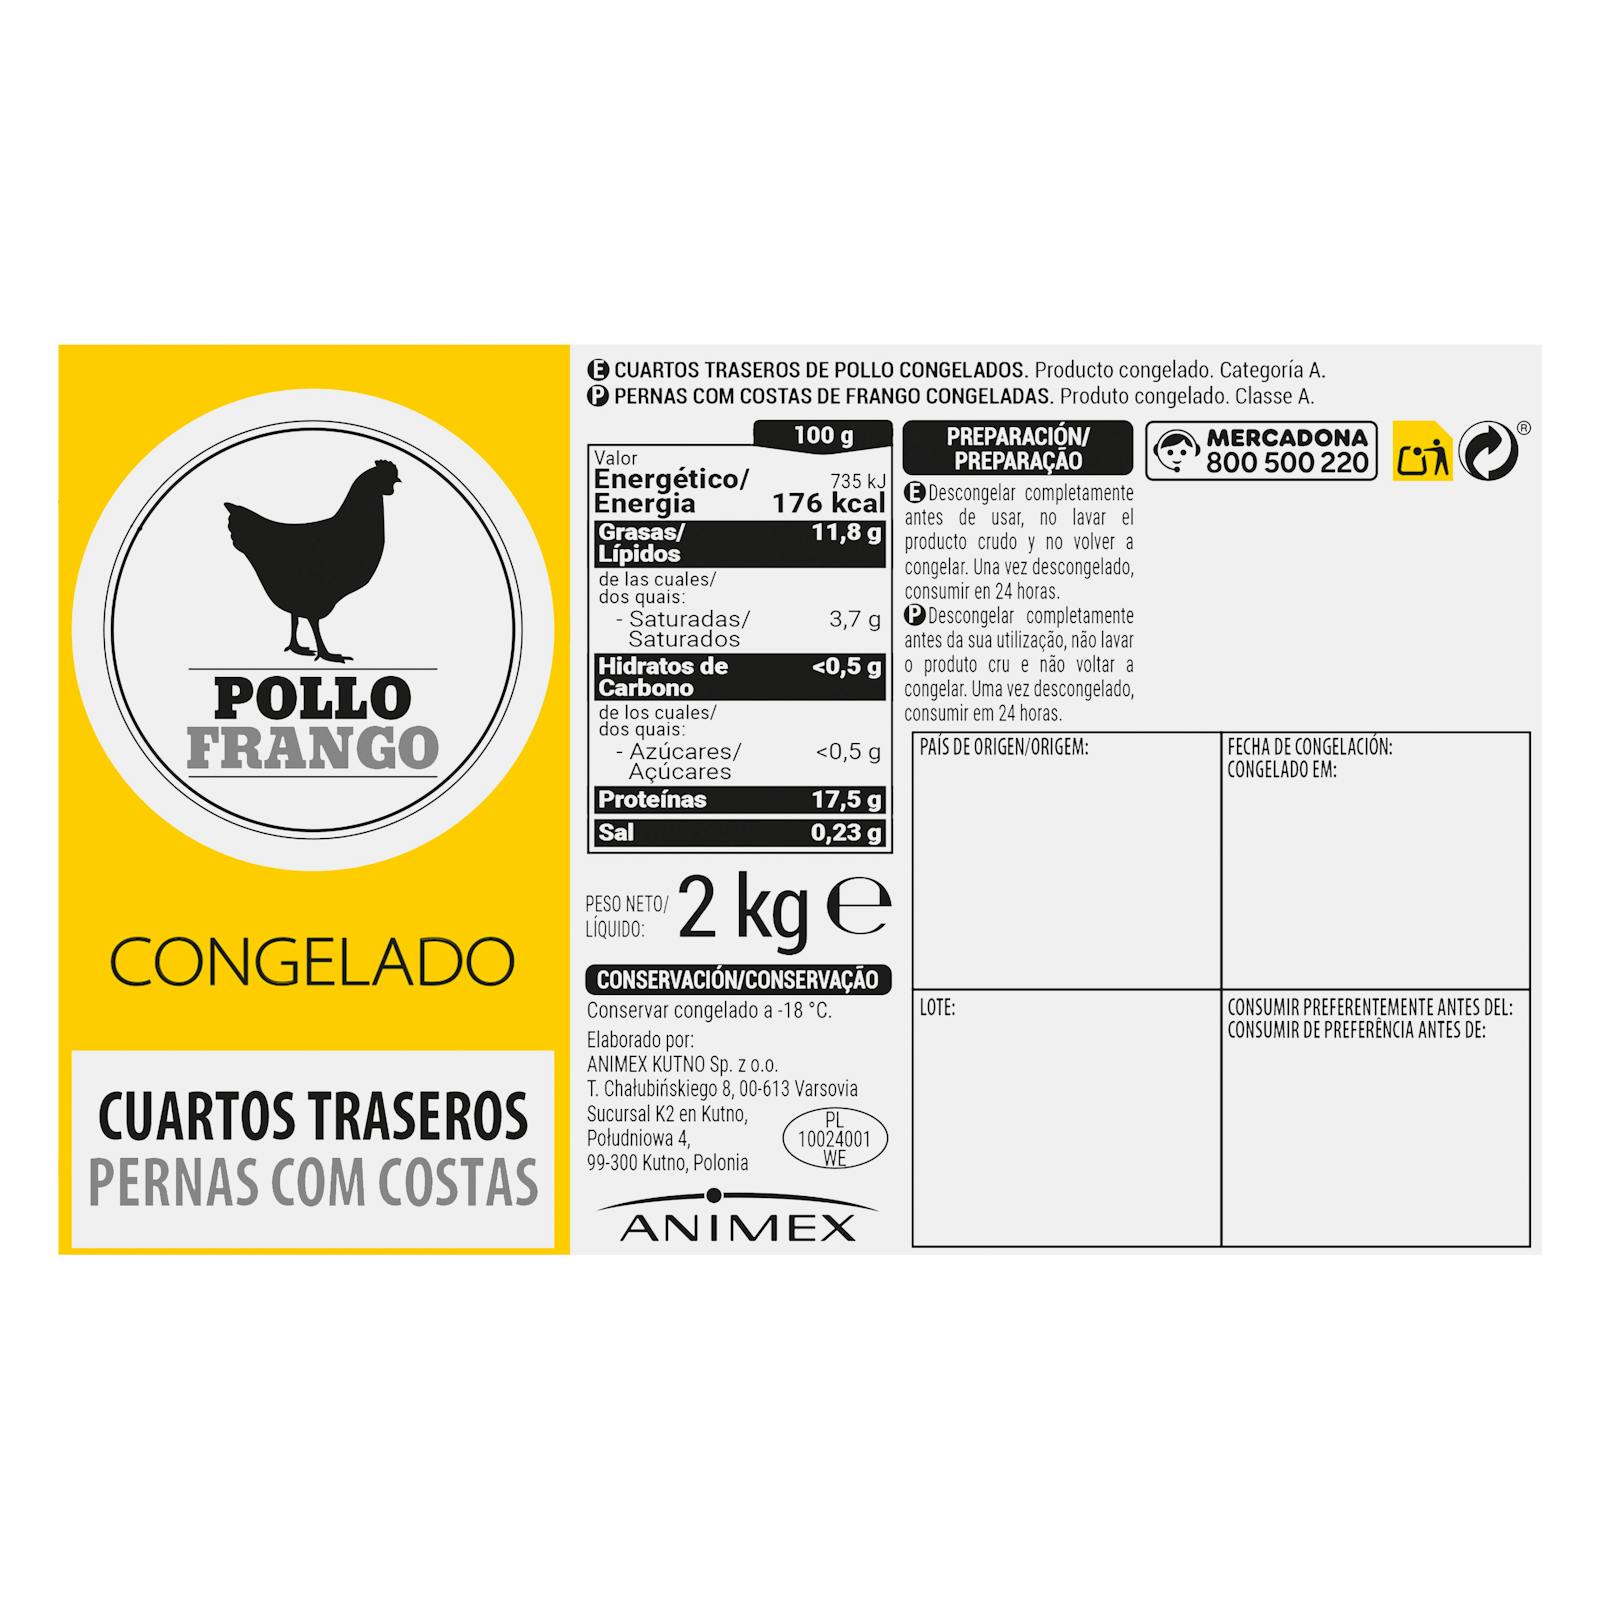 POLLO
FRANGO
CONGELADO
CUARTOS TRASEROS
PERNAS COM COSTAS
E CUARTOS TRASEROS DE POLLO CONGELADOS. Producto congelado. Categoría A.
P PERNAS COM COSTAS DE FRANGO CONGELADAS. Produto congelado. Classe A.
100 g
Valor
Energético/ 735 kJ
Energia 176 kcal
Grasas/ 11,8 g
Lípidos
de las cuales/
dos quais:
- Saturadas/ 3,7 g
Saturados
Hidratos de <0,5 g
Carbono
de los cuales/
dos quais:
- Azúcares/ <0,5 g
Açúcares
Proteínas 17,5 g
Sal 0,23 g
PESO NETO/
LÍQUIDO: 2 kg e
CONSERVACIÓN/CONSERVAÇÃO
Conservar congelado a -18 °C.
Elaborado por:
ANIMEX KUTNO Sp. z o.o.
T. Chałubińskiego 8, 00-613 Varsovia
Sucursal K2 en Kutno,
Południowa 4,
99-300 Kutno, Polonia
PL
10024001
WE
ANIMEX
PREPARACIÓN/
PREPARAÇÃO
E Descongelar completamente
antes de usar, no lavar el
producto crudo y no volver a
congelar. Una vez descongelado,
consumir en 24 horas.
P Descongelar completamente
antes da sua utilização, não lavar
o produto cru e não voltar a
congelar. Uma vez descongelado,
consumir em 24 horas.
MERCADONA
800 500 220
®
PAÍS DE ORIGEN/ORIGEM:
FECHA DE CONGELACIÓN:
CONGELADO EM:
LOTE:
CONSUMIR PREFERENTEMENTE ANTES DEL:
CONSUMIR DE PREFERÊNCIA ANTES DE: